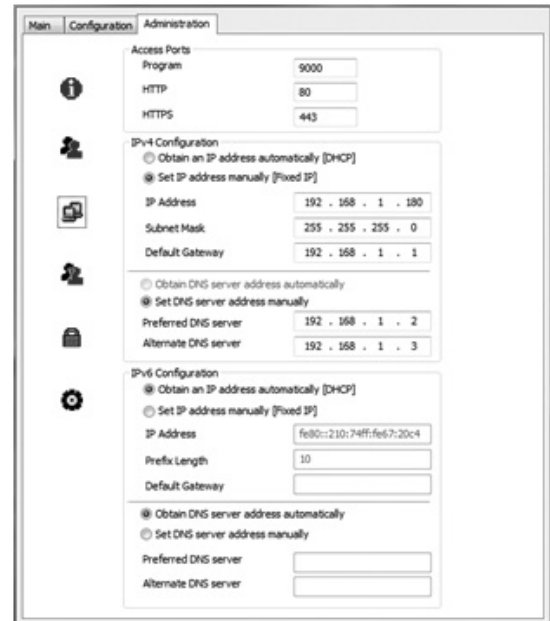 Main Configuration Administration
Access Ports
Program 9000
HTTP 80
HTTPS 443
IPv4 Configuration
Obtain an IP address automatically [DHCP]
Set IP address manually [Fixed IP]
IP Address 192 . 168 . 1 . 180
Subnet Mask 255 . 255 . 255 . 0
Default Gateway 192 . 168 . 1 . 1
Obtain DNS server address automatically
Set DNS server address manually
Preferred DNS server 192 . 168 . 1 . 2
Alternate DNS server 192 . 168 . 1 . 3
IPv6 Configuration
Obtain an IP address automatically [DHCP]
Set IP address manually [Fixed IP]
IP Address fe80::210:74ff:fe67:20c4
Prefix Length 10
Default Gateway
Obtain DNS server address automatically
Set DNS server address manually
Preferred DNS server
Alternate DNS server